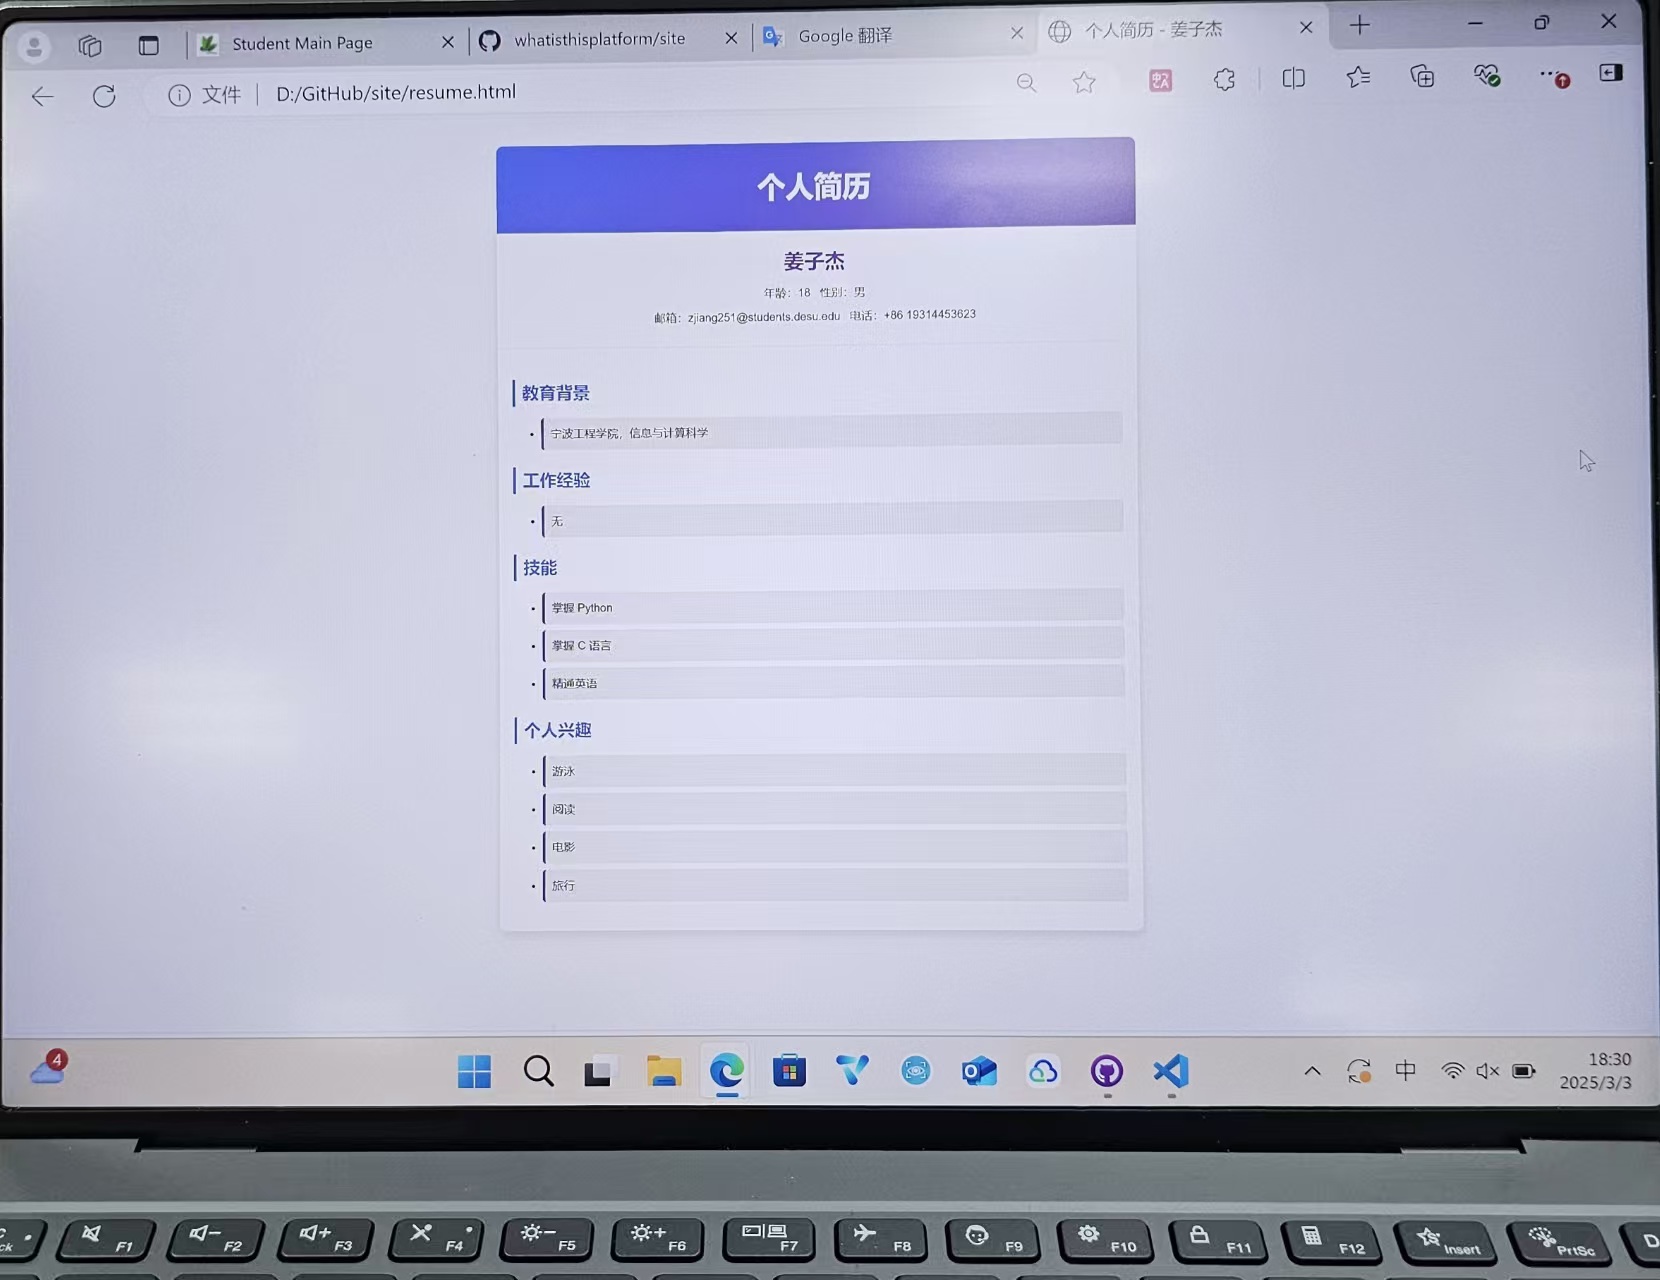 Student Main Page
whatisthisplatform/site
Google 翻译
个人简历 - 姜子杰
文件
D:/GitHub/site/resume.html
个人简历
姜子杰
年龄：18 性别：男
邮箱：zjiang251@students.desu.edu 电话：+86 19314453623
教育背景
宁波工程学院，信息与计算科学
工作经验
无
技能
掌握 Python
掌握 C 语言
精通英语
个人兴趣
游泳
阅读
电影
旅行
4
中
18:30
2025/3/3
F1
F2
F3
F4
F5
F6
F7
F8
F9
F10
F11
F12
Insert
PrtSc